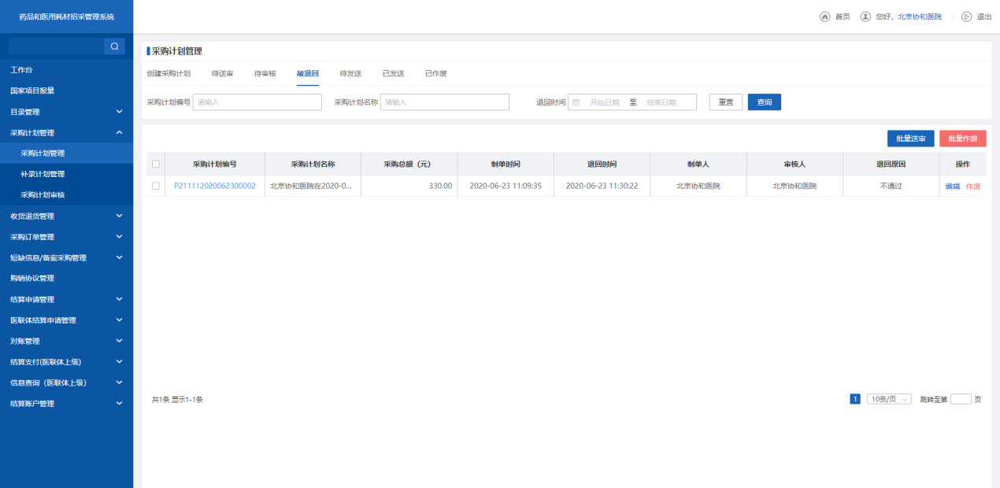 药品和医用耗材招采管理系统
首页 您好，北京协和医院 退出
工作台
国家项目报量
目录管理
采购计划管理
采购计划管理
补录计划管理
采购计划审核
收货退货管理
采购订单管理
短缺信息/备案采购管理
购销协议管理
结算申请管理
医联体结算申请管理
对账管理
结算支付(医联体上级)
信息查询（医联体上级）
结算账户管理
采购计划管理
创建采购计划 待送审 待审核 被退回 待发送 已发送 已作废
采购计划编号 请输入 采购计划名称 请输入 退回时间 开始日期 至 结束日期 重置 查询
批量送审 批量作废
采购计划编号 采购计划名称 采购总额（元） 制单时间 退回时间 制单人 审核人 退回原因 操作
P211112020062300002 北京协和医院在2020-0... 330.00 2020-06-23 11:09:35 2020-06-23 11:30:22 北京协和医院 北京协和医院 不通过 编辑 作废
共1条 显示1-1条 1 10条/页 跳转至第 页